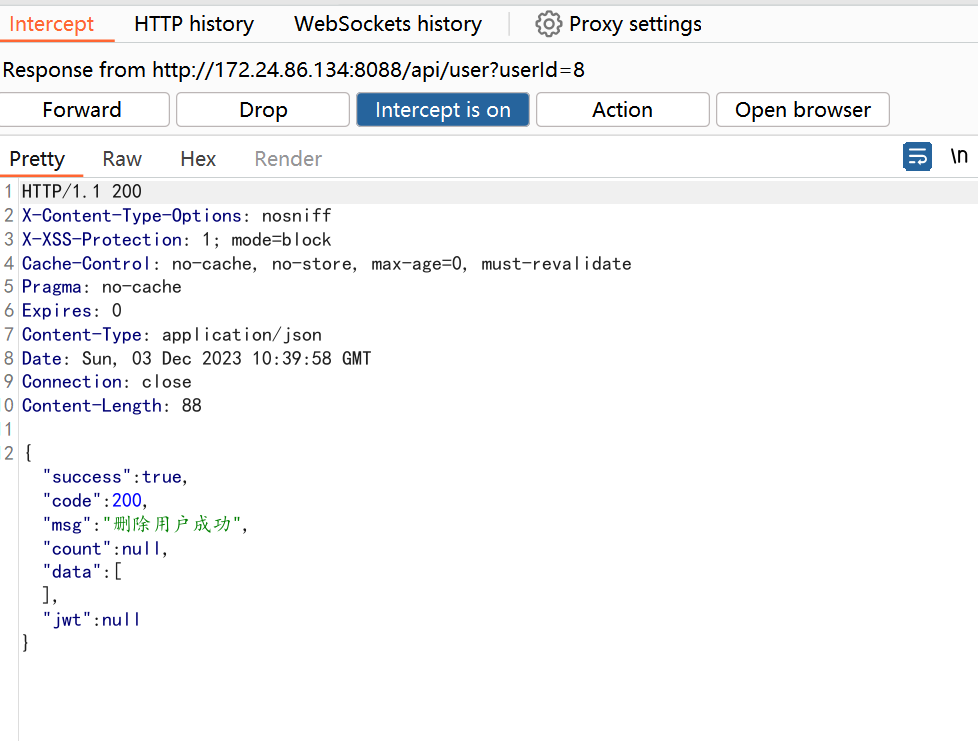 Intercept HTTP history WebSockets history Proxy settings
Response from http://172.24.86.134:8088/api/user?userId=8
Forward Drop Intercept is on Action Open browser
Pretty Raw Hex Render \n
1 HTTP/1.1 200
2 X-Content-Type-Options: nosniff
3 X-XSS-Protection: 1; mode=block
4 Cache-Control: no-cache, no-store, max-age=0, must-revalidate
5 Pragma: no-cache
6 Expires: 0
7 Content-Type: application/json
8 Date: Sun, 03 Dec 2023 10:39:58 GMT
9 Connection: close
0 Content-Length: 88
1
2 {
"success":true,
"code":200,
"msg":"删除用户成功",
"count":null,
"data":[
],
"jwt":null
}